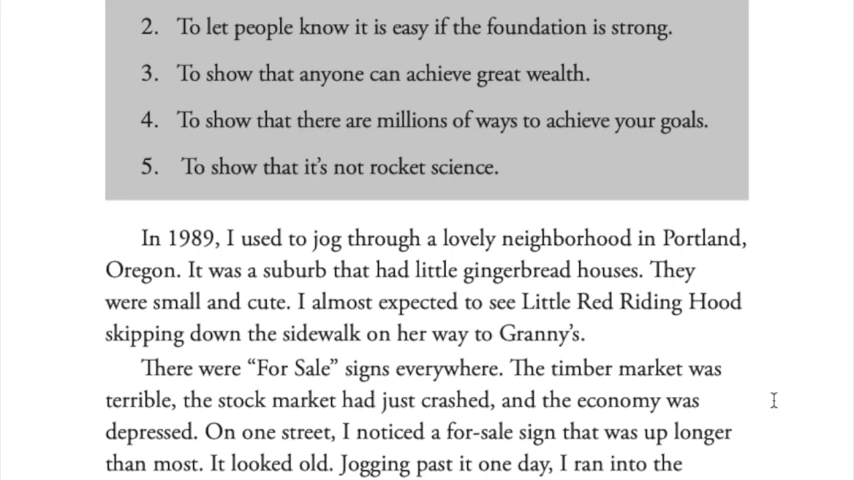 2. To let people know it is easy if the foundation is strong.
3. To show that anyone can achieve great wealth.
4. To show that there are millions of ways to achieve your goals.
5. To show that it’s not rocket science.
In 1989, I used to jog through a lovely neighborhood in Portland,
Oregon. It was a suburb that had little gingerbread houses. They
were small and cute. I almost expected to see Little Red Riding Hood
skipping down the sidewalk on her way to Granny’s.
There were “For Sale” signs everywhere. The timber market was
terrible, the stock market had just crashed, and the economy was
depressed. On one street, I noticed a for-sale sign that was up longer
than most. It looked old. Jogging past it one day, I ran into the